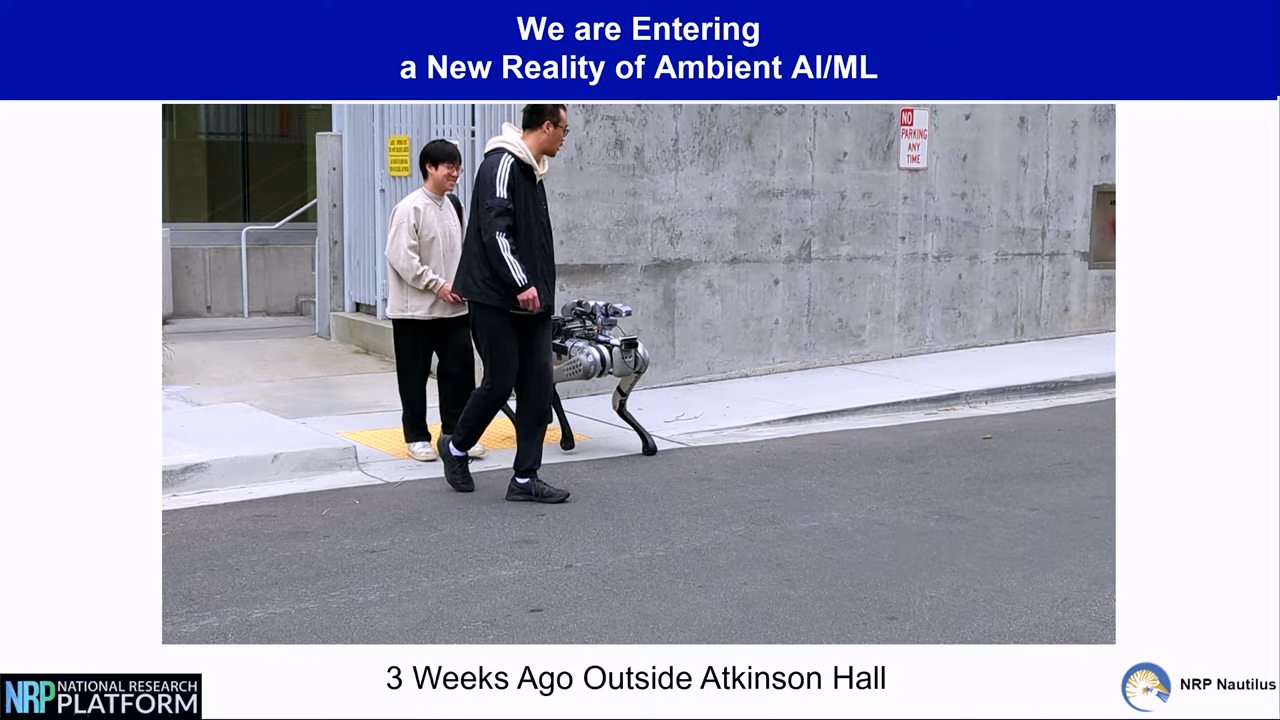 We are Entering
a New Reality of Ambient AI/ML
NO
PARKING
ANY
TIME
3 Weeks Ago Outside Atkinson Hall
NRP NATIONAL RESEARCH
PLATFORM
NRP Nautilus